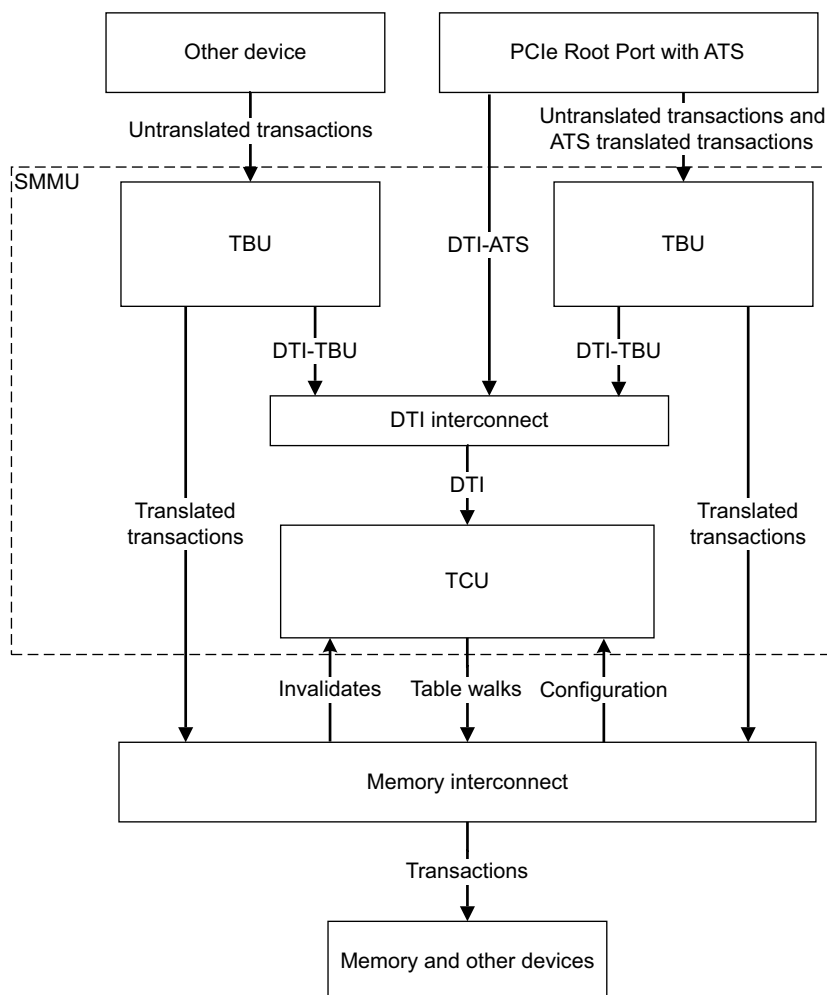 Other device
PCIe Root Port with ATS
Untranslated transactions
Untranslated transactions and
ATS translated transactions
SMMU
TBU
DTI-ATS
TBU
DTI-TBU
DTI-TBU
DTI interconnect
DTI
Translated
transactions
Translated
transactions
TCU
Invalidates
Table walks
Configuration
Memory interconnect
Transactions
Memory and other devices